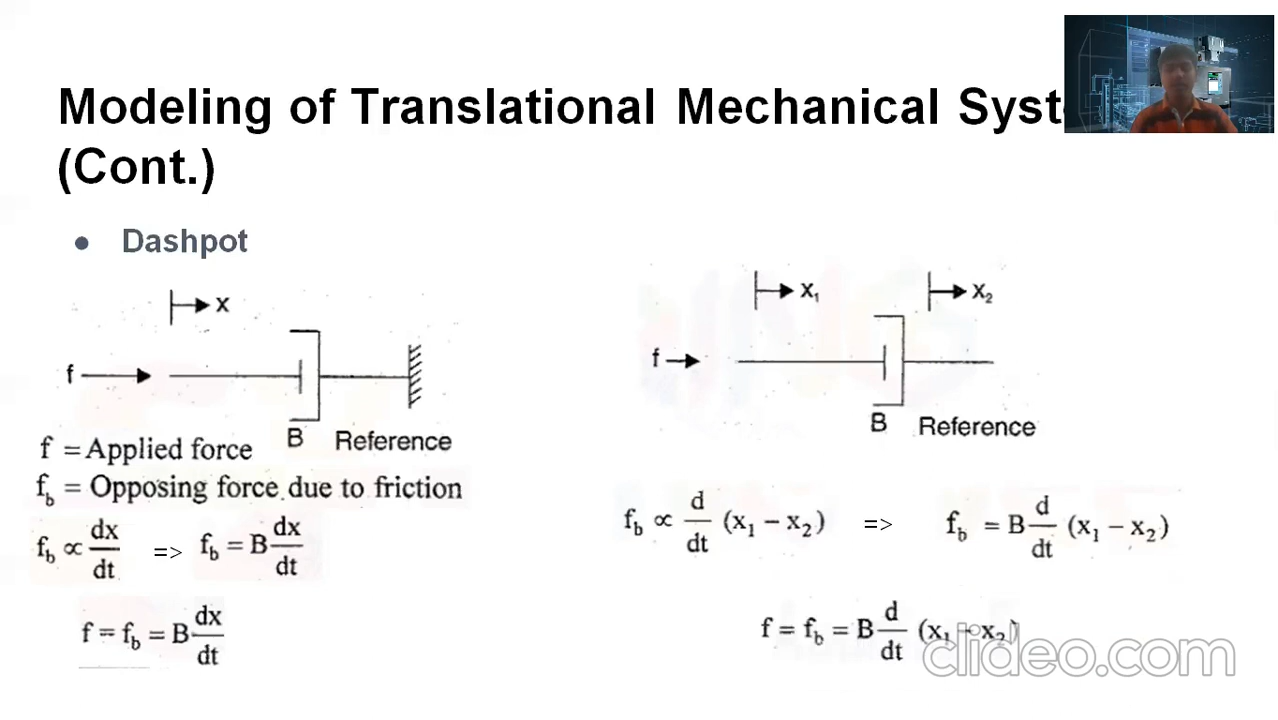 Modeling of Translational Mechanical Syst
(Cont.)
● Dashpot
x
f
B Reference
f = Applied force
f_b = Opposing force due to friction
f_b ∝ dx/dt => f_b = B dx/dt
f = f_b = B dx/dt
x₁ x₂
f
B Reference
f_b ∝ d/dt (x₁ − x₂) => f_b = B d/dt (x₁ − x₂)
f = f_b = B d/dt (x₁ − x₂)
clideo.com